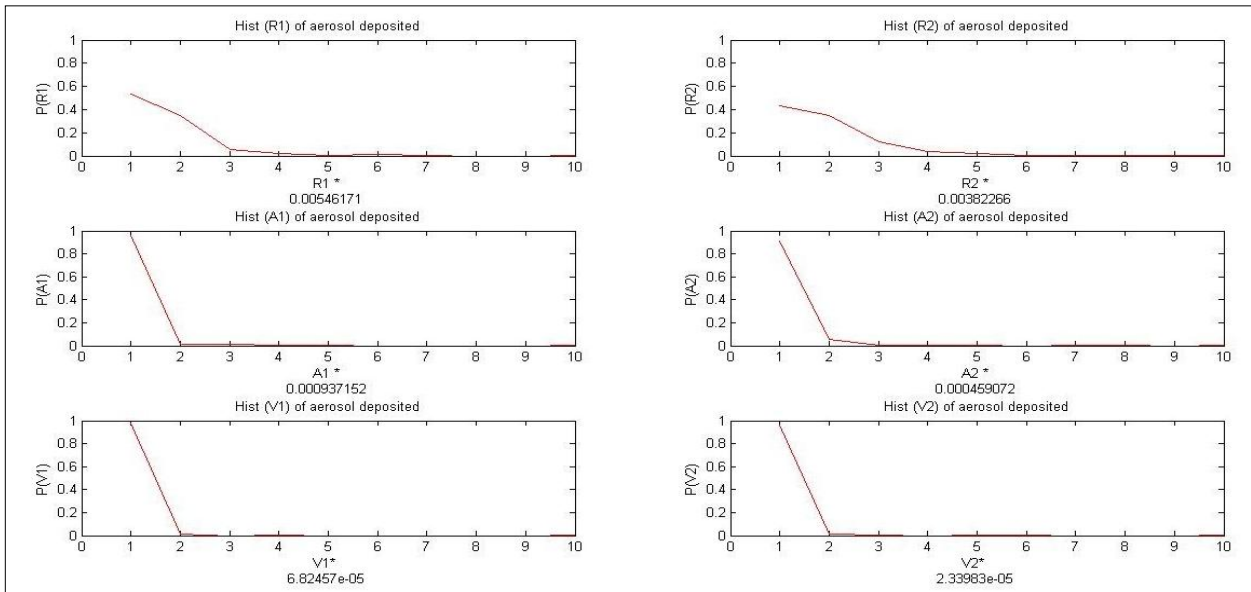 Hist (R1) of aerosol deposited
P(R1)
1
0.8
0.6
0.4
0.2
0
0 1 2 3 4 5 6 7 8 9 10
R1 *
0.00546171
Hist (R2) of aerosol deposited
P(R2)
1
0.8
0.6
0.4
0.2
0
0 1 2 3 4 5 6 7 8 9 10
R2 *
0.00382266
Hist (A1) of aerosol deposited
P(A1)
1
0.8
0.6
0.4
0.2
0
0 1 2 3 4 5 6 7 8 9 10
A1 *
0.000937152
Hist (A2) of aerosol deposited
P(A2)
1
0.8
0.6
0.4
0.2
0
0 1 2 3 4 5 6 7 8 9 10
A2 *
0.000459072
Hist (V1) of aerosol deposited
P(V1)
1
0.8
0.6
0.4
0.2
0
0 1 2 3 4 5 6 7 8 9 10
V1*
6.82457e-05
Hist (V2) of aerosol deposited
P(V2)
1
0.8
0.6
0.4
0.2
0
0 1 2 3 4 5 6 7 8 9 10
V2*
2.33983e-05